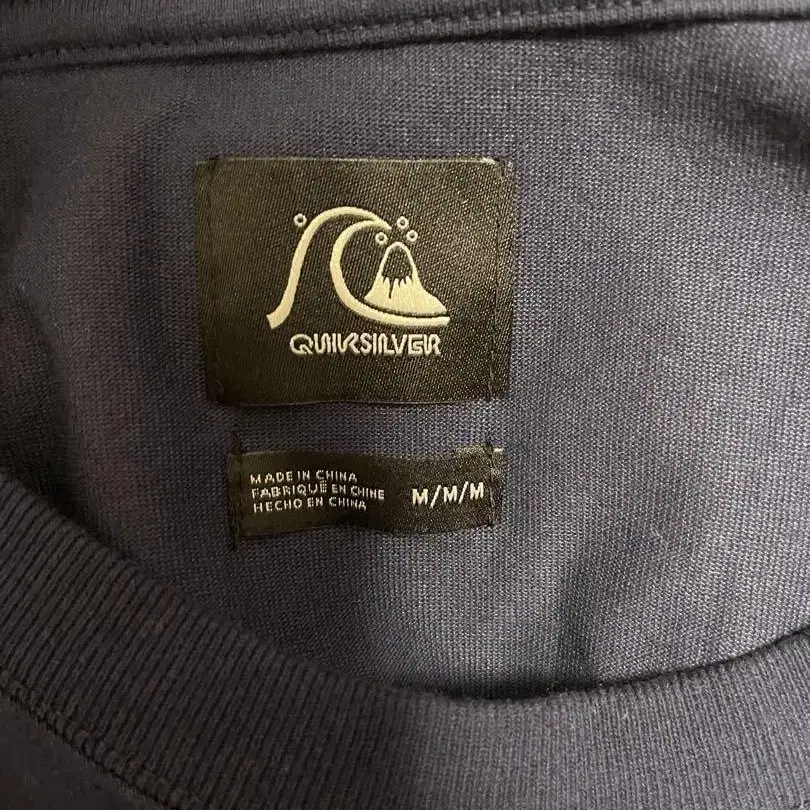 QUIKSILVER
MADE IN CHINA
FABRIQUÉ EN CHINE
HECHO EN CHINA
M/M/M